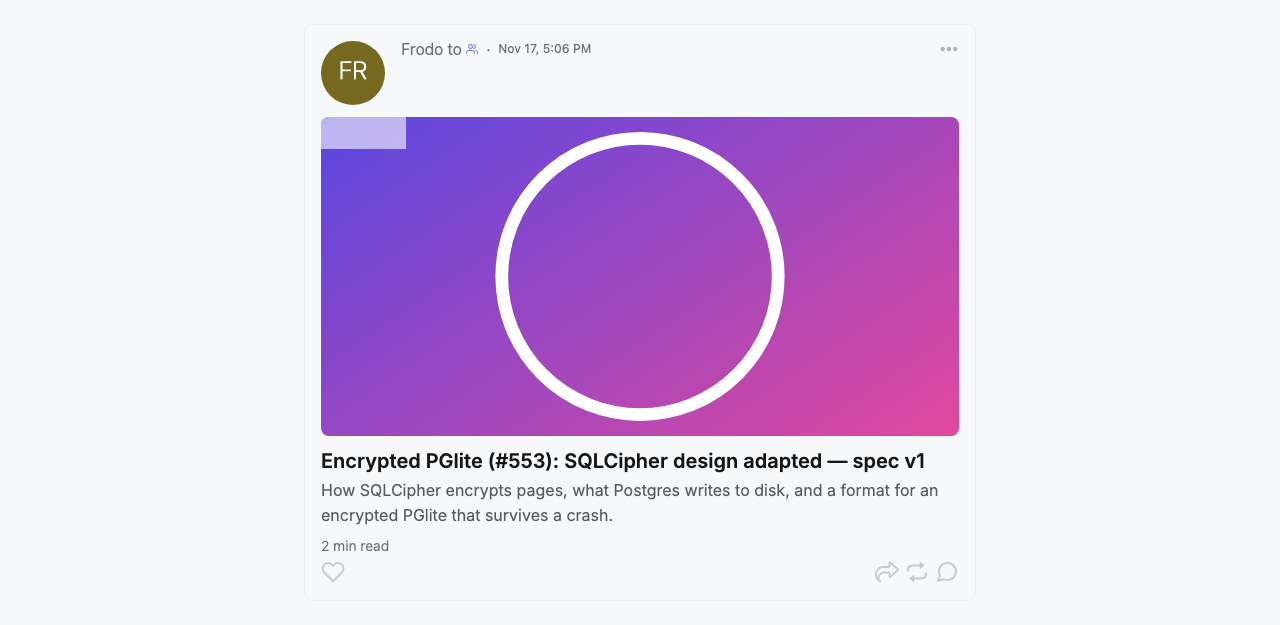 FR
Frodo to · Nov 17, 5:06 PM
Encrypted PGlite (#553): SQLCipher design adapted — spec v1
How SQLCipher encrypts pages, what Postgres writes to disk, and a format for an
encrypted PGlite that survives a crash.
2 min read